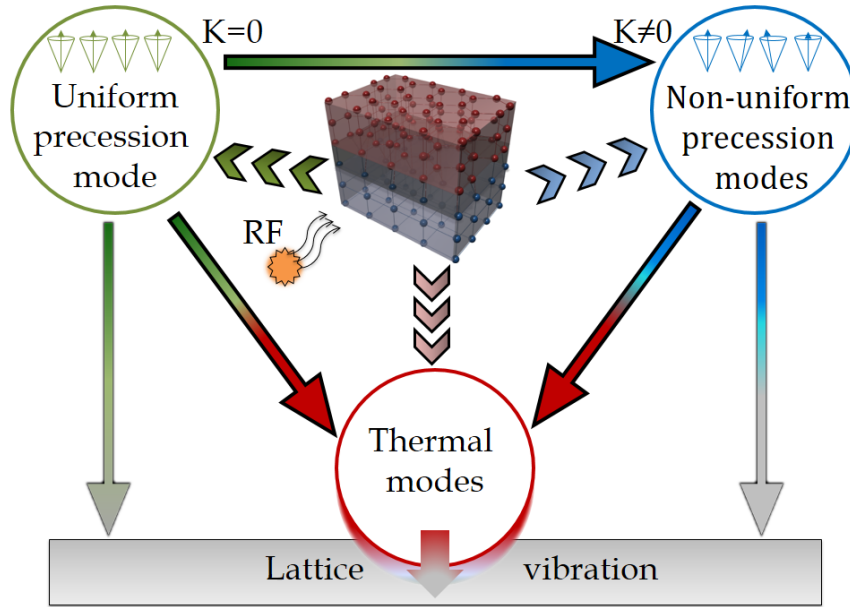 K=0
K≠0
Uniform
precession
mode
Non-uniform
precession
modes
RF
Thermal
modes
Lattice vibration